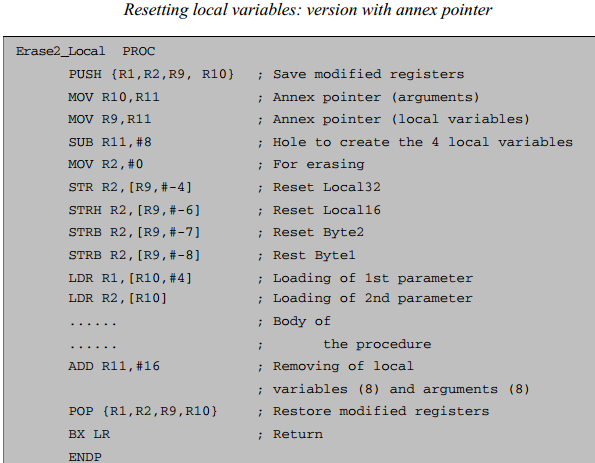 Resetting local variables: version with annex pointer
Erase2_Local PROC
PUSH {R1,R2,R9, R10} ; Save modified registers
MOV R10,R11 ; Annex pointer (arguments)
MOV R9,R11 ; Annex pointer (local variables)
SUB R11,#8 ; Hole to create the 4 local variables
MOV R2,#0 ; For erasing
STR R2,[R9,#-4] ; Reset Local32
STRH R2,[R9,#-6] ; Reset Local16
STRB R2,[R9,#-7] ; Reset Byte2
STRB R2,[R9,#-8] ; Rest Byte1
LDR R1,[R10,#4] ; Loading of 1st parameter
LDR R2,[R10] ; Loading of 2nd parameter
...... ; Body of
...... ; the procedure
ADD R11,#16 ; Removing of local
; variables (8) and arguments (8)
POP {R1,R2,R9,R10} ; Restore modified registers
BX LR ; Return
ENDP